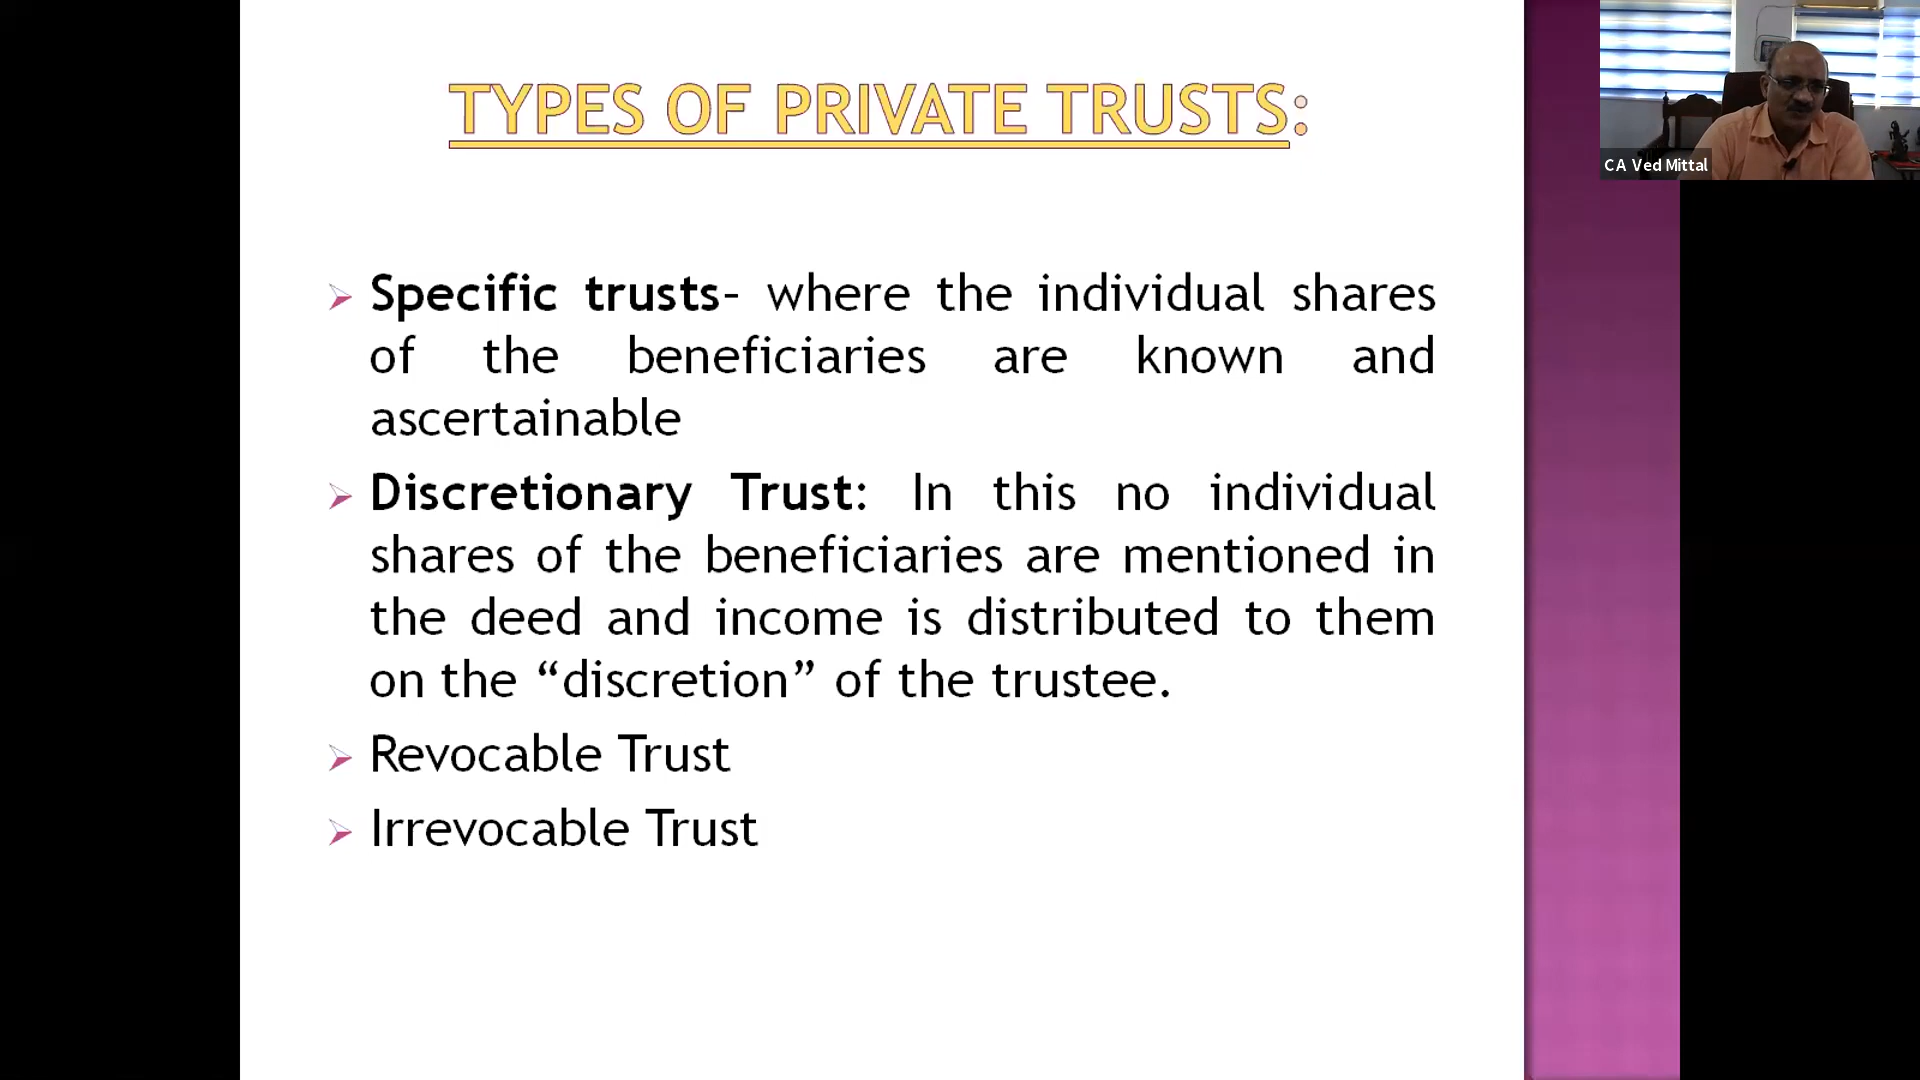 TYPES OF PRIVATE TRUSTS:
CA Ved Mittal
Specific trusts– where the individual shares
of the beneficiaries are known and
ascertainable
Discretionary Trust: In this no individual
shares of the beneficiaries are mentioned in
the deed and income is distributed to them
on the “discretion” of the trustee.
Revocable Trust
Irrevocable Trust